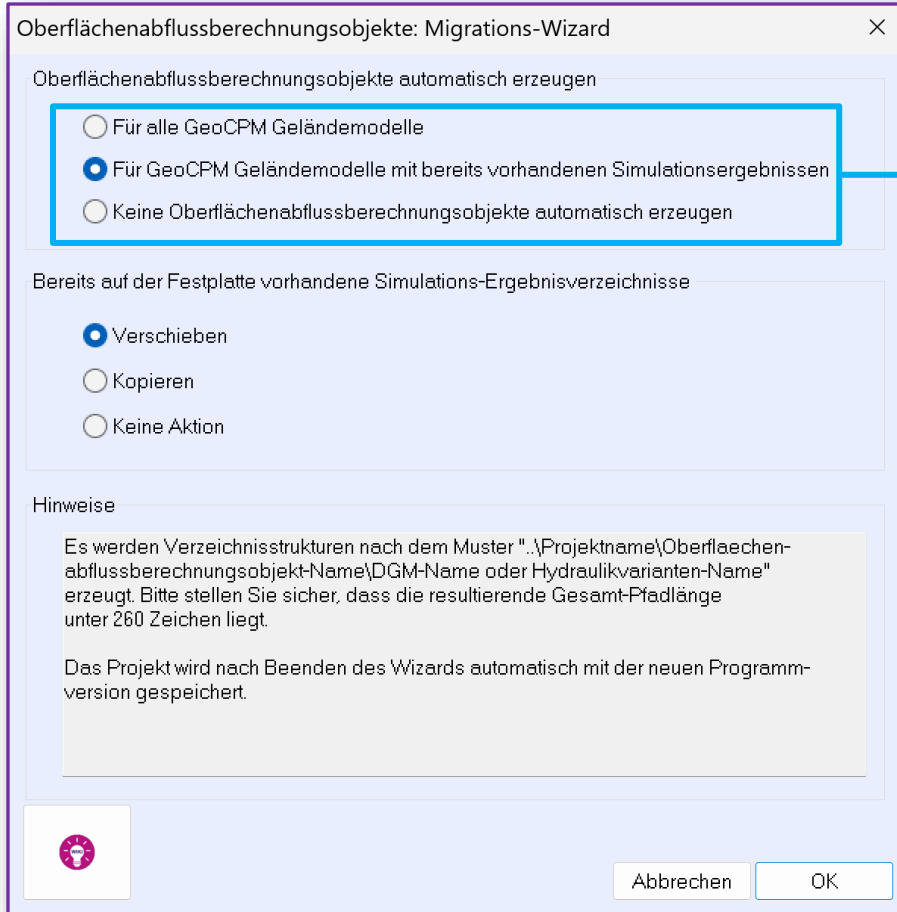 Oberflächenabflussberechnungsobjekte: Migrations-Wizard
Oberflächenabflussberechnungsobjekte automatisch erzeugen
Für alle GeoCPM Geländemodelle
Für GeoCPM Geländemodelle mit bereits vorhandenen Simulationsergebnissen
Keine Oberflächenabflussberechnungsobjekte automatisch erzeugen
Bereits auf der Festplatte vorhandene Simulations-Ergebnisverzeichnisse
Verschieben
Kopieren
Keine Aktion
Hinweise
Es werden Verzeichnisstrukturen nach dem Muster "..\Projektname\Oberflaechen-
abflussberechnungsobjekt-Name\DGM-Name oder Hydraulikvarianten-Name"
erzeugt. Bitte stellen Sie sicher, dass die resultierende Gesamt-Pfadlänge
unter 260 Zeichen liegt.
Das Projekt wird nach Beenden des Wizards automatisch mit der neuen Programm-
version gespeichert.
WIKI
Abbrechen
OK